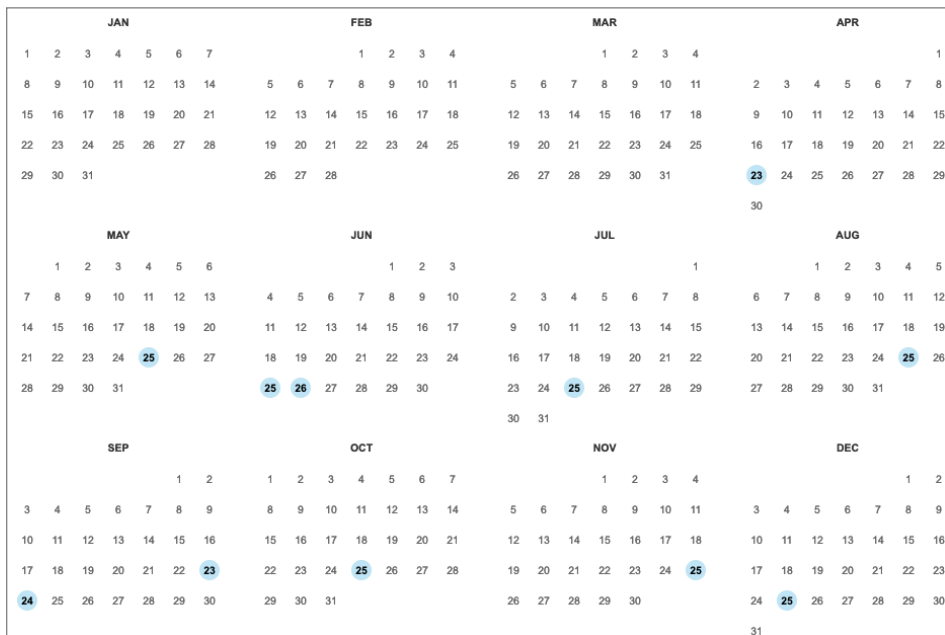 JAN
1 2 3 4 5 6 7
8 9 10 11 12 13 14
15 16 17 18 19 20 21
22 23 24 25 26 27 28
29 30 31
FEB
1 2 3 4
5 6 7 8 9 10 11
12 13 14 15 16 17 18
19 20 21 22 23 24 25
26 27 28
MAR
1 2 3 4
5 6 7 8 9 10 11
12 13 14 15 16 17 18
19 20 21 22 23 24 25
26 27 28 29 30 31
APR
1
2 3 4 5 6 7 8
9 10 11 12 13 14 15
16 17 18 19 20 21 22
23 24 25 26 27 28 29
30
MAY
1 2 3 4 5 6
7 8 9 10 11 12 13
14 15 16 17 18 19 20
21 22 23 24 25 26 27
28 29 30 31
JUN
1 2 3
4 5 6 7 8 9 10
11 12 13 14 15 16 17
18 19 20 21 22 23 24
25 26 27 28 29 30
JUL
1
2 3 4 5 6 7 8
9 10 11 12 13 14 15
16 17 18 19 20 21 22
23 24 25 26 27 28 29
30 31
AUG
1 2 3 4 5
6 7 8 9 10 11 12
13 14 15 16 17 18 19
20 21 22 23 24 25 26
27 28 29 30 31
SEP
1 2
3 4 5 6 7 8 9
10 11 12 13 14 15 16
17 18 19 20 21 22 23
24 25 26 27 28 29 30
OCT
1 2 3 4 5 6 7
8 9 10 11 12 13 14
15 16 17 18 19 20 21
22 23 24 25 26 27 28
29 30 31
NOV
1 2 3 4
5 6 7 8 9 10 11
12 13 14 15 16 17 18
19 20 21 22 23 24 25
26 27 28 29 30
DEC
1 2
3 4 5 6 7 8 9
10 11 12 13 14 15 16
17 18 19 20 21 22 23
24 25 26 27 28 29 30
31